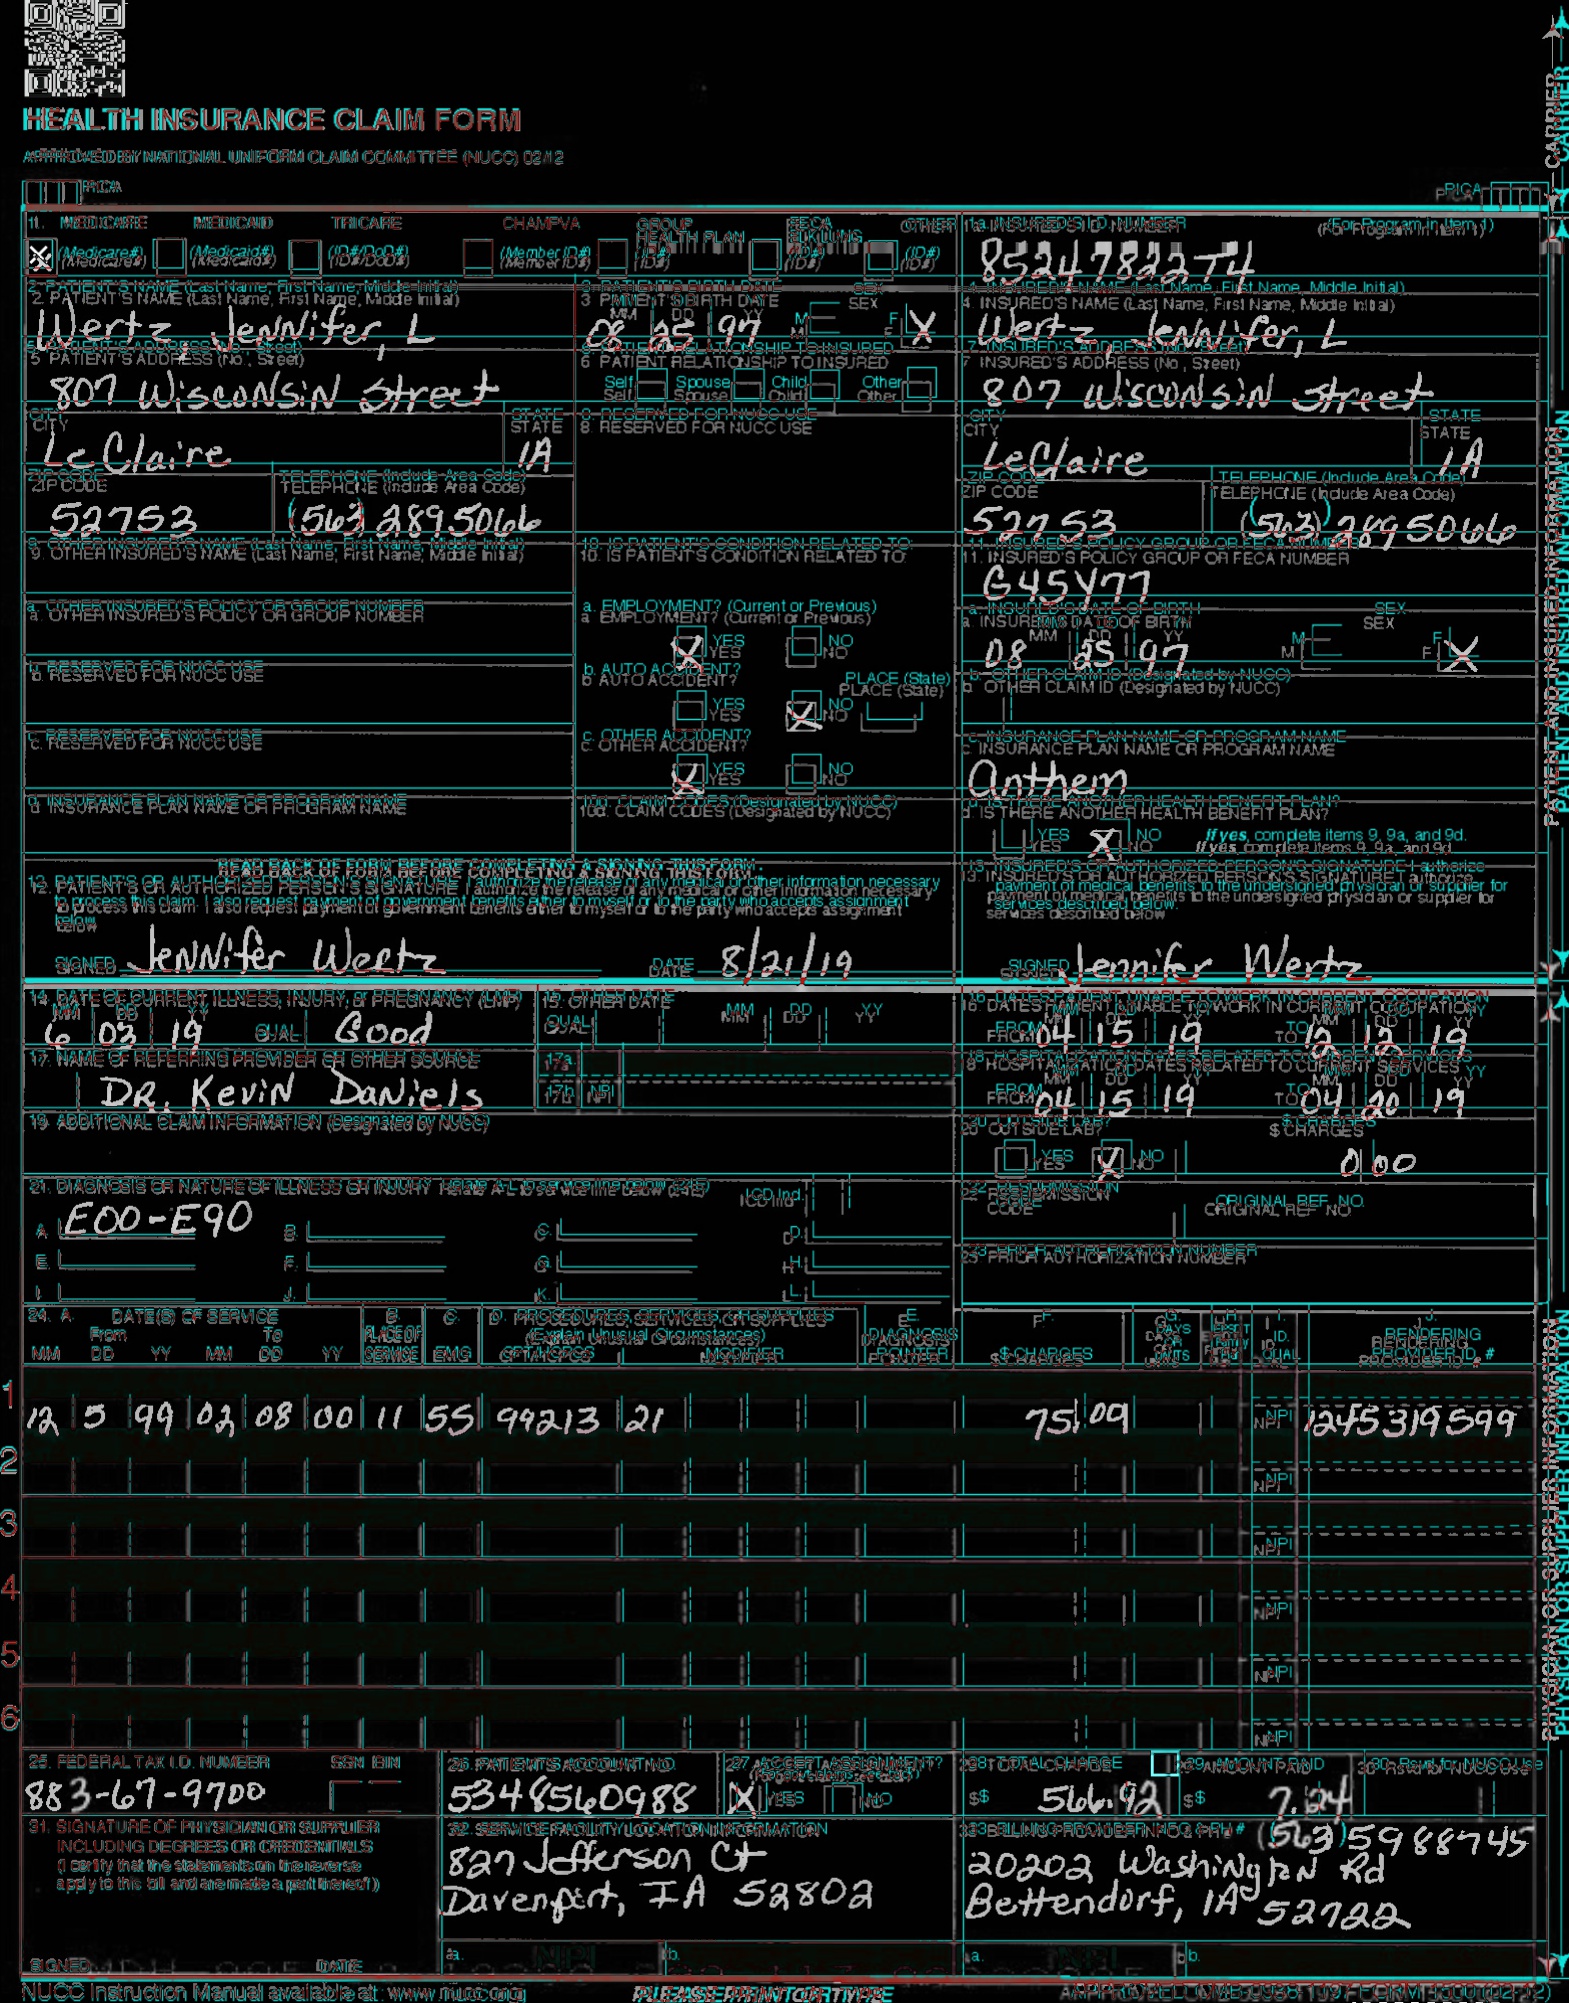 HEALTH INSURANCE CLAIM FORM
APPROVED BY NATIONAL UNIFORM CLAIM COMMITTEE (NUCC) 02/12
PICA PICA
CARRIER
1. MEDICARE MEDICAID TRICARE CHAMPVA GROUP HEALTH PLAN FECA BLK LUNG OTHER
(Medicare#) (Medicaid#) (ID#/DoD#) (Member ID#) (ID#) (ID#) (ID#)
1a. INSURED'S I.D. NUMBER (For Program in Item 1)
8524782274
2. PATIENT'S NAME (Last Name, First Name, Middle Initial)
Wertz, Jennifer, L
3. PATIENT'S BIRTH DATE SEX
MM DD YY M F
08 25 97 X
4. INSURED'S NAME (Last Name, First Name, Middle Initial)
Wertz, Jennifer, L
5. PATIENT'S ADDRESS (No., Street)
807 Wisconsin Street
6. PATIENT RELATIONSHIP TO INSURED
Self Spouse Child Other
7. INSURED'S ADDRESS (No., Street)
807 Wisconsin Street
CITY STATE
LeClaire IA
8. RESERVED FOR NUCC USE
CITY STATE
LeClaire IA
ZIP CODE TELEPHONE (Include Area Code)
52753 (563) 2895066
ZIP CODE TELEPHONE (Include Area Code)
52753 (563) 2895066
9. OTHER INSURED'S NAME (Last Name, First Name, Middle Initial)
10. IS PATIENT'S CONDITION RELATED TO:
11. INSURED'S POLICY GROUP OR FECA NUMBER
G45Y77
a. OTHER INSURED'S POLICY OR GROUP NUMBER
a. EMPLOYMENT? (Current or Previous)
YES NO
a. INSURED'S DATE OF BIRTH SEX
MM DD YY M F
08 25 97 X
b. RESERVED FOR NUCC USE
b. AUTO ACCIDENT? PLACE (State)
YES NO
b. OTHER CLAIM ID (Designated by NUCC)
c. RESERVED FOR NUCC USE
c. OTHER ACCIDENT?
YES NO
c. INSURANCE PLAN NAME OR PROGRAM NAME
Anthem
d. INSURANCE PLAN NAME OR PROGRAM NAME
10d. CLAIM CODES (Designated by NUCC)
d. IS THERE ANOTHER HEALTH BENEFIT PLAN?
YES NO If yes, complete items 9, 9a, and 9d.
READ BACK OF FORM BEFORE COMPLETING & SIGNING THIS FORM.
12. PATIENT'S OR AUTHORIZED PERSON'S SIGNATURE I authorize the release of any medical or other information necessary
to process this claim. I also request payment of government benefits either to myself or to the party who accepts assignment
below.
SIGNED Jennifer Wertz DATE 8/21/19
13. INSURED'S OR AUTHORIZED PERSON'S SIGNATURE I authorize
payment of medical benefits to the undersigned physician or supplier for
services described below.
SIGNED Jennifer Wertz
PATIENT AND INSURED INFORMATION
14. DATE OF CURRENT ILLNESS, INJURY, or PREGNANCY (LMP)
MM DD YY
6 03 19 QUAL. Good
15. OTHER DATE
QUAL. MM DD YY
16. DATES PATIENT UNABLE TO WORK IN CURRENT OCCUPATION
MM DD YY MM DD YY
FROM 04 15 19 TO 12 12 19
17. NAME OF REFERRING PROVIDER OR OTHER SOURCE
DR. Kevin Daniels
17a.
17b. NPI
18. HOSPITALIZATION DATES RELATED TO CURRENT SERVICES
MM DD YY MM DD YY
FROM 04 15 19 TO 04 20 19
19. ADDITIONAL CLAIM INFORMATION (Designated by NUCC)
20. OUTSIDE LAB? $ CHARGES
YES NO 0 00
21. DIAGNOSIS OR NATURE OF ILLNESS OR INJURY Relate A-L to service line below (24E) ICD Ind.
A. E00-E90 B. C. D.
E. F. G. H.
I. J. K. L.
22. RESUBMISSION CODE ORIGINAL REF. NO.
23. PRIOR AUTHORIZATION NUMBER
24. A. DATE(S) OF SERVICE B. C. D. PROCEDURES, SERVICES, OR SUPPLIES E. F. G. H. I. J.
From To PLACE OF (Explain Unusual Circumstances) DIAGNOSIS DAYS OR ID. RENDERING
MM DD YY MM DD YY SERVICE EMG CPT/HCPCS MODIFIER POINTER $ CHARGES UNITS QUAL. PROVIDER ID. #
1
12 5 99 02 08 00 11 55 99213 21 75 09 NPI 1245319599
2 NPI
3 NPI
4 NPI
5 NPI
6 NPI
PHYSICIAN OR SUPPLIER INFORMATION
25. FEDERAL TAX I.D. NUMBER SSN EIN
883-67-9700
26. PATIENT'S ACCOUNT NO.
5348560988
27. ACCEPT ASSIGNMENT?
X YES NO
28. TOTAL CHARGE
$ 566.92
29. AMOUNT PAID
$
30. Rsvd for NUCC Use
31. SIGNATURE OF PHYSICIAN OR SUPPLIER
INCLUDING DEGREES OR CREDENTIALS
(I certify that the statements on the reverse
apply to this bill and are made a part thereof.)
SIGNED DATE
32. SERVICE FACILITY LOCATION INFORMATION
827 Jefferson Ct
Davenport, IA 52802
a. b.
33. BILLING PROVIDER INFO & PH # (563) 5988745
20202 Washington Rd
Bettendorf, IA 52722
a. b.
NUCC Instruction Manual available at: www.nucc.org
PLEASE PRINT OR TYPE
APPROVED OMB-0938-1197 FORM 1500 (02-12)